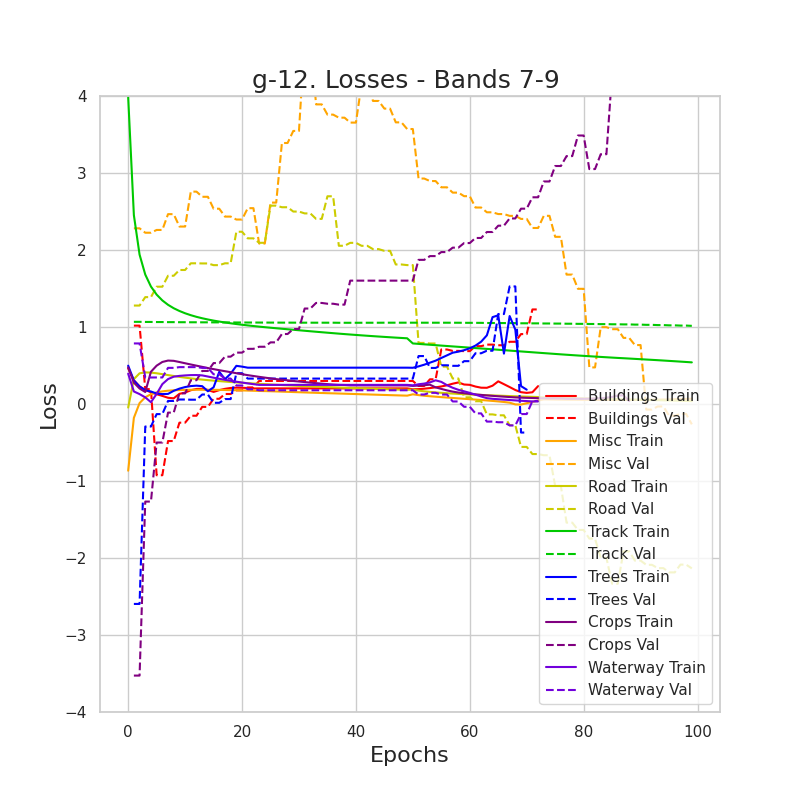 g-12. Losses - Bands 7-9
Loss
4
3
2
1
0
−1
−2
−3
−4
0 20 40 60 80 100
Epochs
Buildings Train
Buildings Val
Misc Train
Misc Val
Road Train
Road Val
Track Train
Track Val
Trees Train
Trees Val
Crops Train
Crops Val
Waterway Train
Waterway Val